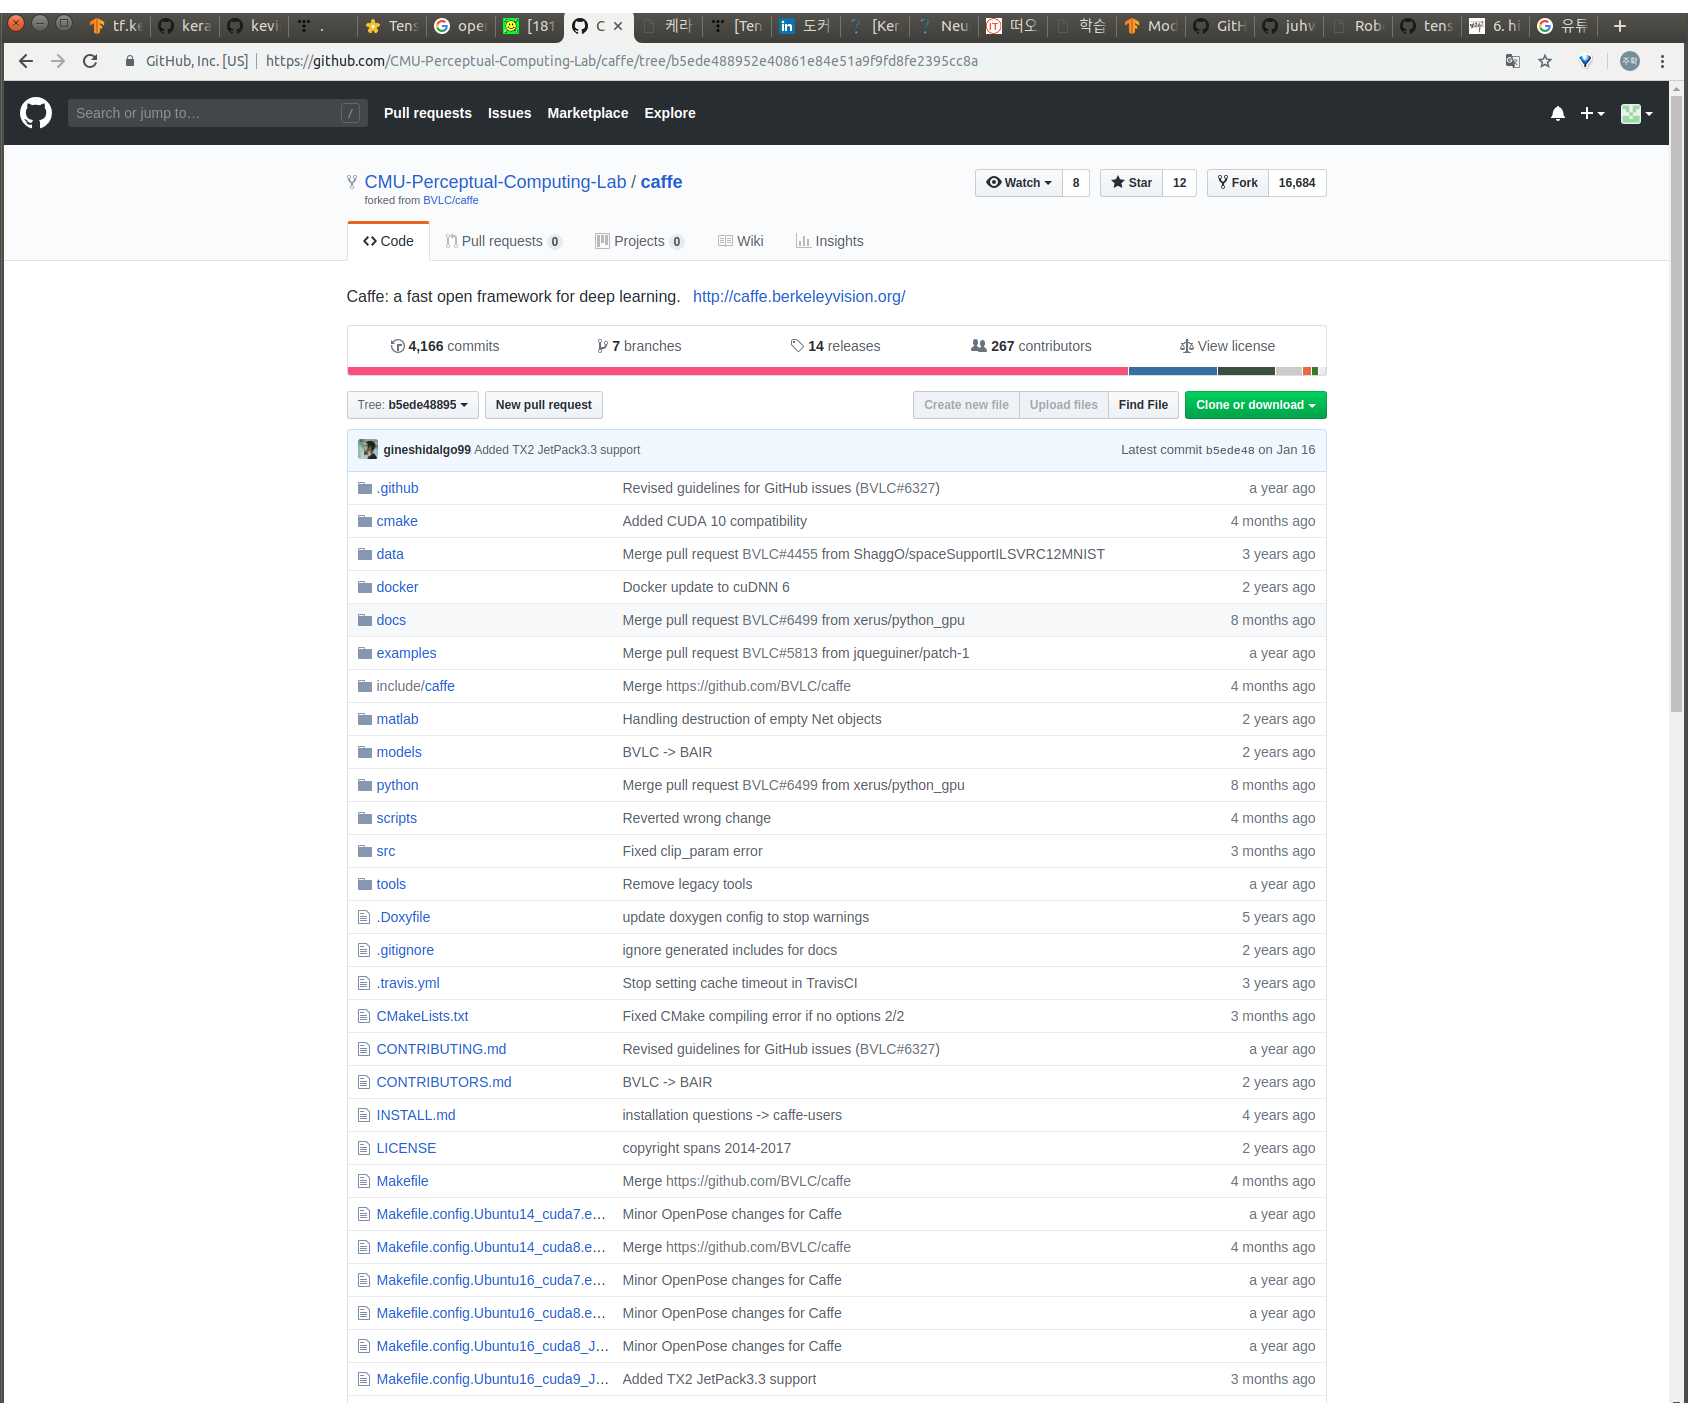 tf.ke kera kevi . Tens oper [181 C 케라 [Ten 도커 [Ker Neu 떠오 학습 Mod GitH juhw Rob tens 6. hi 유튜
GitHub, Inc. [US] https://github.com/CMU-Perceptual-Computing-Lab/caffe/tree/b5ede488952e40861e84e51a9f9fd8fe2395cc8a
Search or jump to… / Pull requests Issues Marketplace Explore
CMU-Perceptual-Computing-Lab / caffe Watch 8 Star 12 Fork 16,684
forked from BVLC/caffe
Code Pull requests 0 Projects 0 Wiki Insights
Caffe: a fast open framework for deep learning. http://caffe.berkeleyvision.org/
4,166 commits 7 branches 14 releases 267 contributors View license
Tree: b5ede48895 New pull request Create new file Upload files Find File Clone or download
gineshidalgo99 Added TX2 JetPack3.3 support Latest commit b5ede48 on Jan 16
.github Revised guidelines for GitHub issues (BVLC#6327) a year ago
cmake Added CUDA 10 compatibility 4 months ago
data Merge pull request BVLC#4455 from ShaggO/spaceSupportILSVRC12MNIST 3 years ago
docker Docker update to cuDNN 6 2 years ago
docs Merge pull request BVLC#6499 from xerus/python_gpu 8 months ago
examples Merge pull request BVLC#5813 from jqueguiner/patch-1 a year ago
include/caffe Merge https://github.com/BVLC/caffe 4 months ago
matlab Handling destruction of empty Net objects 2 years ago
models BVLC -> BAIR 2 years ago
python Merge pull request BVLC#6499 from xerus/python_gpu 8 months ago
scripts Reverted wrong change 4 months ago
src Fixed clip_param error 3 months ago
tools Remove legacy tools a year ago
.Doxyfile update doxygen config to stop warnings 5 years ago
.gitignore ignore generated includes for docs 2 years ago
.travis.yml Stop setting cache timeout in TravisCI 3 years ago
CMakeLists.txt Fixed CMake compiling error if no options 2/2 3 months ago
CONTRIBUTING.md Revised guidelines for GitHub issues (BVLC#6327) a year ago
CONTRIBUTORS.md BVLC -> BAIR 2 years ago
INSTALL.md installation questions -> caffe-users 4 years ago
LICENSE copyright spans 2014-2017 2 years ago
Makefile Merge https://github.com/BVLC/caffe 4 months ago
Makefile.config.Ubuntu14_cuda7.e... Minor OpenPose changes for Caffe a year ago
Makefile.config.Ubuntu14_cuda8.e... Merge https://github.com/BVLC/caffe 4 months ago
Makefile.config.Ubuntu16_cuda7.e... Minor OpenPose changes for Caffe a year ago
Makefile.config.Ubuntu16_cuda8.e... Minor OpenPose changes for Caffe a year ago
Makefile.config.Ubuntu16_cuda8_J... Minor OpenPose changes for Caffe a year ago
Makefile.config.Ubuntu16_cuda9_J... Added TX2 JetPack3.3 support 3 months ago